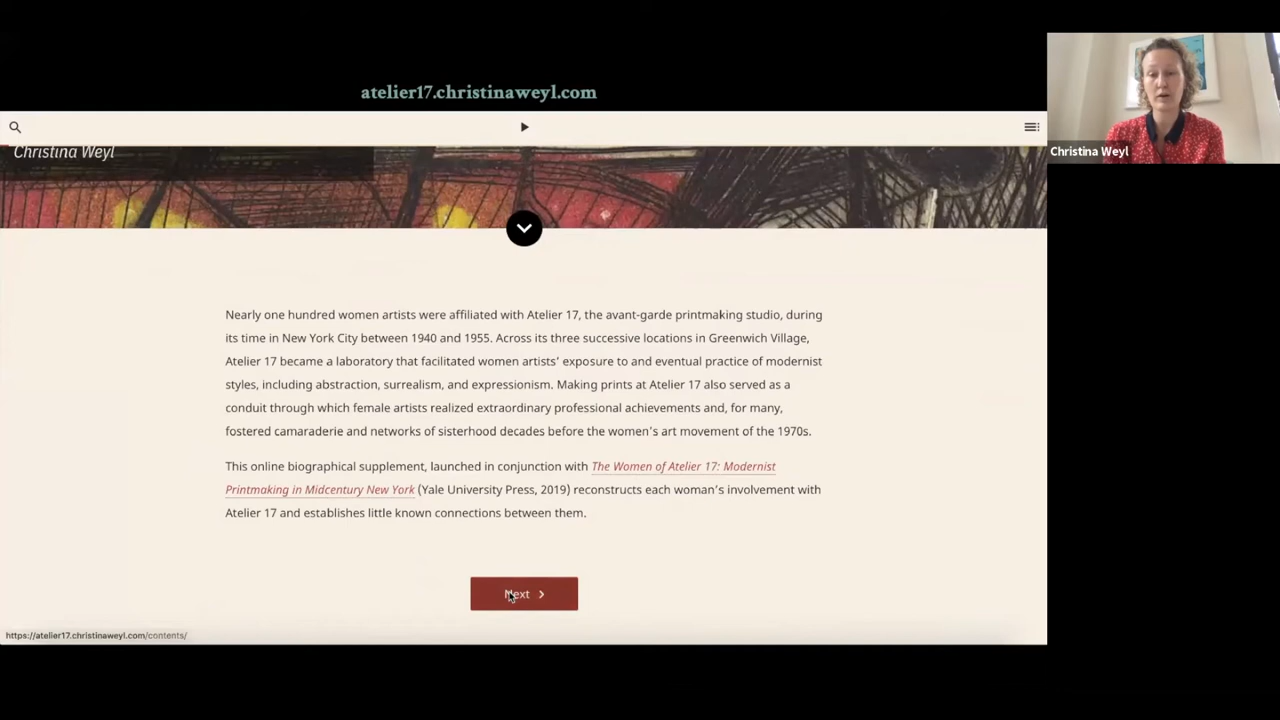 atelier17.christinaweyl.com
Christina Weyl
Christina Weyl
Nearly one hundred women artists were affiliated with Atelier 17, the avant-garde printmaking studio, during
its time in New York City between 1940 and 1955. Across its three successive locations in Greenwich Village,
Atelier 17 became a laboratory that facilitated women artists' exposure to and eventual practice of modernist
styles, including abstraction, surrealism, and expressionism. Making prints at Atelier 17 also served as a
conduit through which female artists realized extraordinary professional achievements and, for many,
fostered camaraderie and networks of sisterhood decades before the women's art movement of the 1970s.
This online biographical supplement, launched in conjunction with The Women of Atelier 17: Modernist
Printmaking in Midcentury New York (Yale University Press, 2019) reconstructs each woman's involvement with
Atelier 17 and establishes little known connections between them.
Next
https://atelier17.christinaweyl.com/contents/